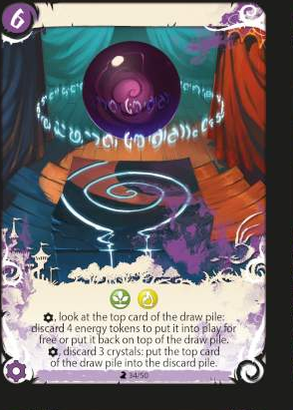 6
, look at the top card of the draw pile:
discard 4 energy tokens to put it into play for
free or put it back on top of the draw pile.
, discard 3 crystals: put the top card
of the draw pile into the discard pile.
34/50